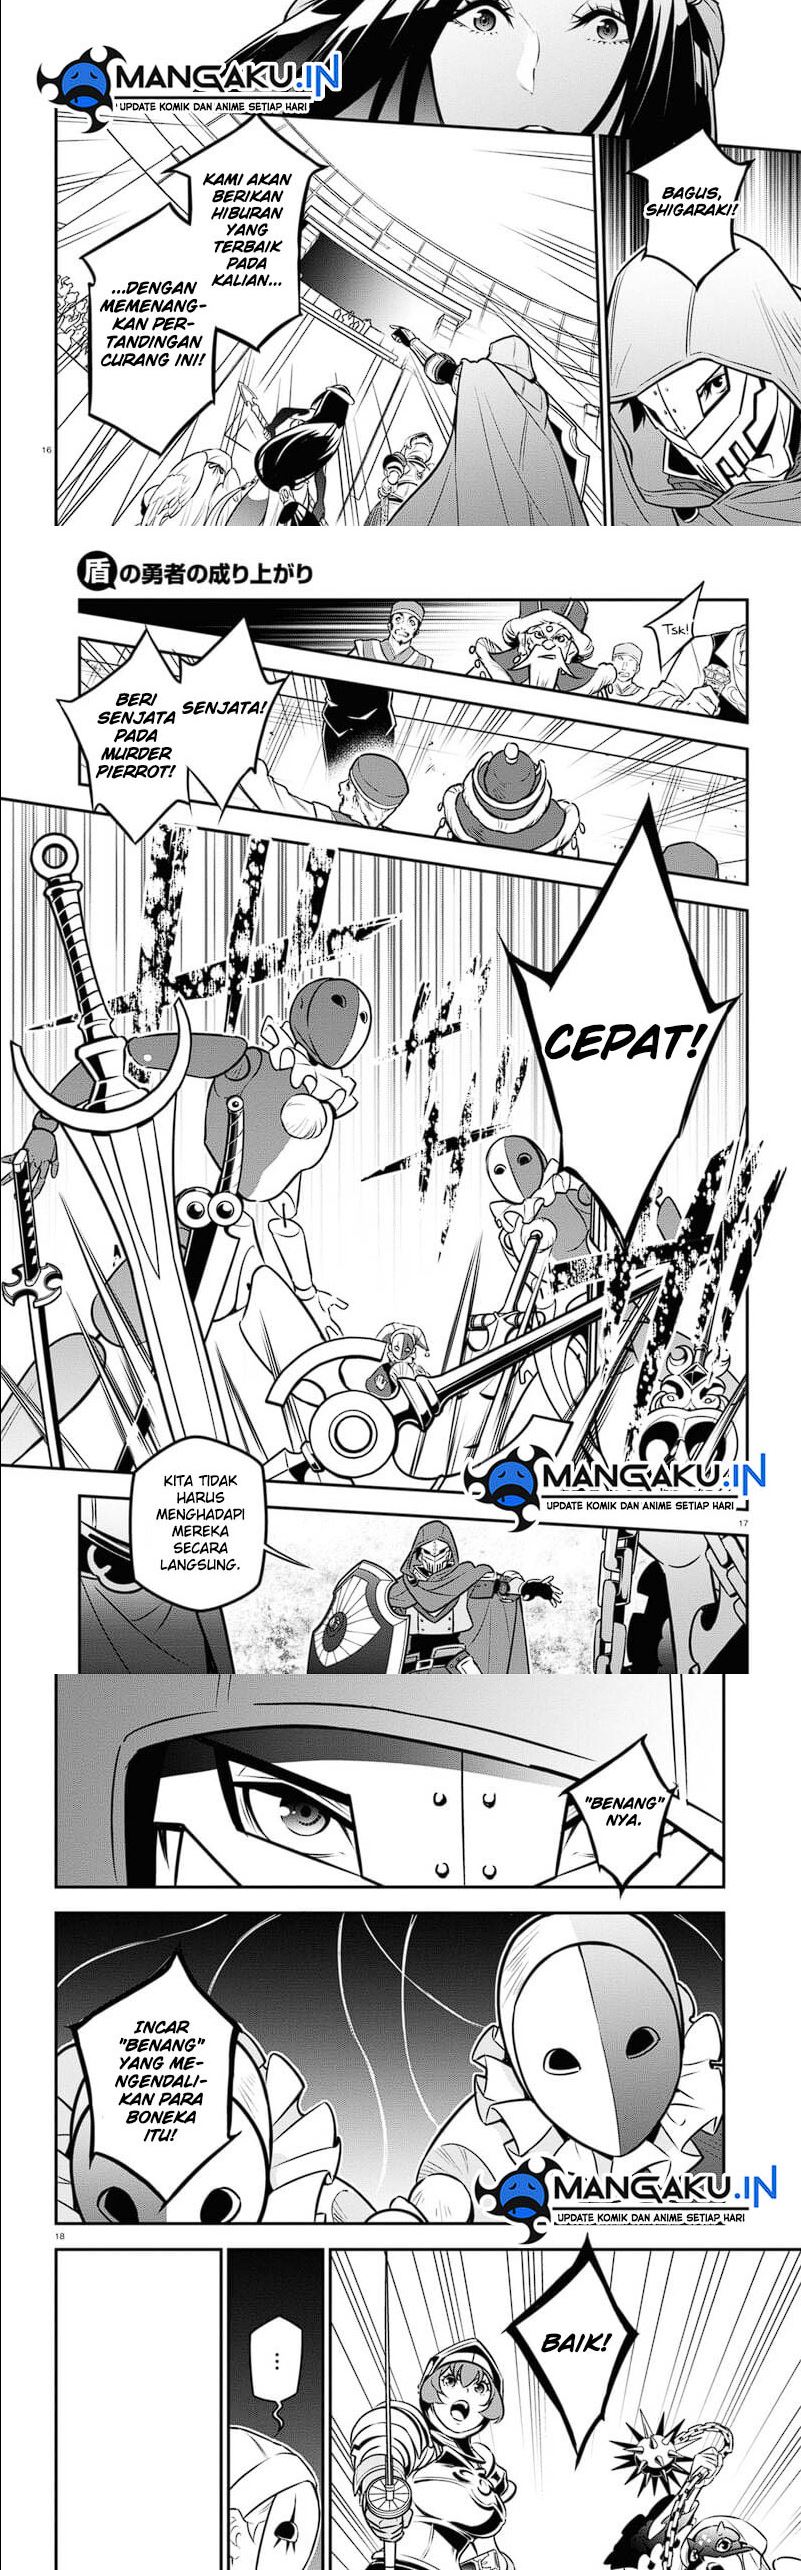 MANGAKU.IN
UPDATE KOMIK DAN ANIME SETIAP HARI
BAGUS,
SHIGARAKI!
KAMI AKAN
BERIKAN
HIBURAN
YANG
TERBAIK
PADA
KALIAN...
...DENGAN
MEMENANG-
KAN PER-
TANDINGAN
CURANG INI!
16
盾の勇者の成り上がり
TSK!
SENJATA!
BERI
SENJATA
PADA
MURDER
PIERROT!
CEPAT!
MANGAKU.IN
UPDATE KOMIK DAN ANIME SETIAP HARI
17
KITA TIDAK
HARUS
MENGHADAPI
MEREKA
SECARA
LANGSUNG.
"BENANG"
NYA.
INCAR
"BENANG"
YANG ME-
NGENDALI-
KAN PARA
BONEKA
ITU!
MANGAKU.IN
UPDATE KOMIK DAN ANIME SETIAP HARI
18
BAIK!
...